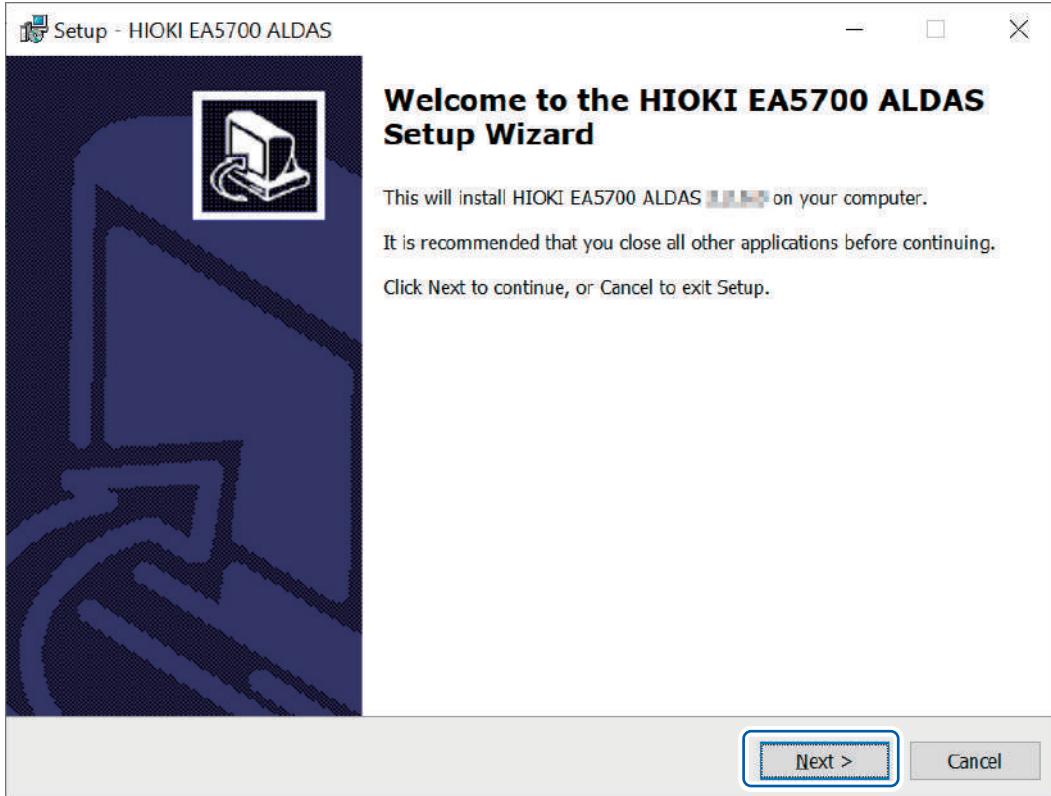 Setup - HIOKI EA5700 ALDAS
Welcome to the HIOKI EA5700 ALDAS
Setup Wizard
This will install HIOKI EA5700 ALDAS on your computer.
It is recommended that you close all other applications before continuing.
Click Next to continue, or Cancel to exit Setup.
Next >
Cancel